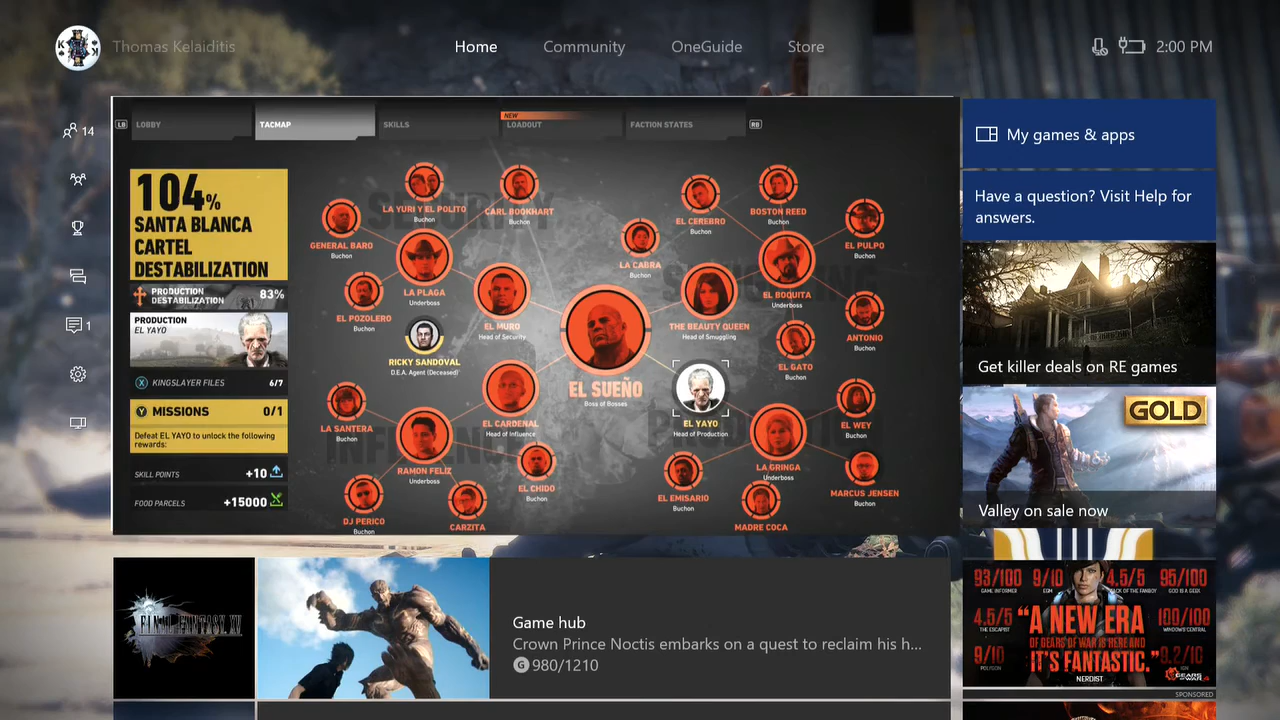 Thomas Kelaiditis
Home
Community
OneGuide
Store
2:00 PM
14
1
LB
LOBBY
TACMAP
SKILLS
NEW
LOADOUT
FACTION STATES
RB
104%
SANTA BLANCA
CARTEL
DESTABILIZATION
PRODUCTION
DESTABILIZATION
83%
PRODUCTION
EL YAYO
X
KINGSLAYER FILES
6/7
Y
MISSIONS
0/1
Defeat EL YAYO to unlock the following
rewards:
SKILL POINTS
+10
FOOD PARCELS
+15000
SECURITY
INFLUENCE
LA YURI Y EL POLITO
Buchon
CARL BOOKHART
Buchon
GENERAL BARO
Buchon
LA PLAGA
Underboss
EL POZOLERO
Buchon
EL MURO
Head of Security
RICKY SANDOVAL
D.E.A. Agent (Deceased)
EL CARDENAL
Head of Influence
LA SANTERA
Buchon
RAMON FELIZ
Underboss
EL CHIDO
Buchon
DJ PERICO
Buchon
CARZITA
EL SUEÑO
Boss of Bosses
EL CEREBRO
Buchon
BOSTON REED
Buchon
LA CABRA
Buchon
EL PULPO
Buchon
EL BOQUITA
Underboss
THE BEAUTY QUEEN
Head of Smuggling
ANTONIO
Buchon
EL GATO
Buchon
EL YAYO
Head of Production
EL WEY
Buchon
LA GRINGA
Underboss
EL EMISARIO
Buchon
MARCUS JENSEN
Buchon
MADRE COCA
My games & apps
Have a question? Visit Help for
answers.
Get killer deals on RE games
GOLD
Valley on sale now
FINAL FANTASY XV
Game hub
Crown Prince Noctis embarks on a quest to reclaim his h...
G 980/1210
93/100
GAME INFORMER
9/10
EGM
4.5/5
95/100
GOD IS A GEEK
4.5/5
THE ESCAPIST
"A NEW ERA
OF GEARS OF WAR IS HERE AND
IT'S FANTASTIC."
NERDIST
100/100
WINDOWS CENTRAL
9/10
POLYGON
9.2/10
IGN
GEARS OF WAR 4
SPONSORED